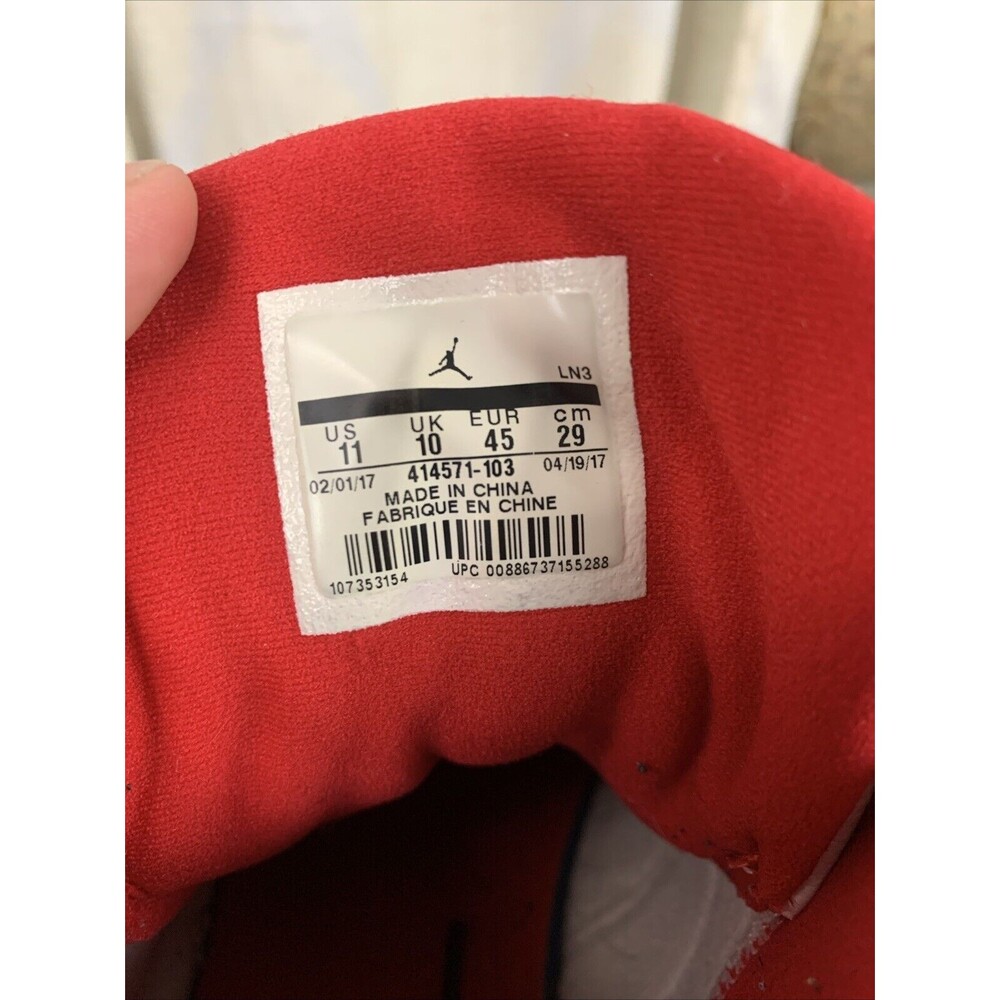 LN3
US UK EUR cm
11 10 45 29
02/01/17 414571-103 04/19/17
MADE IN CHINA
FABRIQUE EN CHINE
107353154 UPC 00886737155288